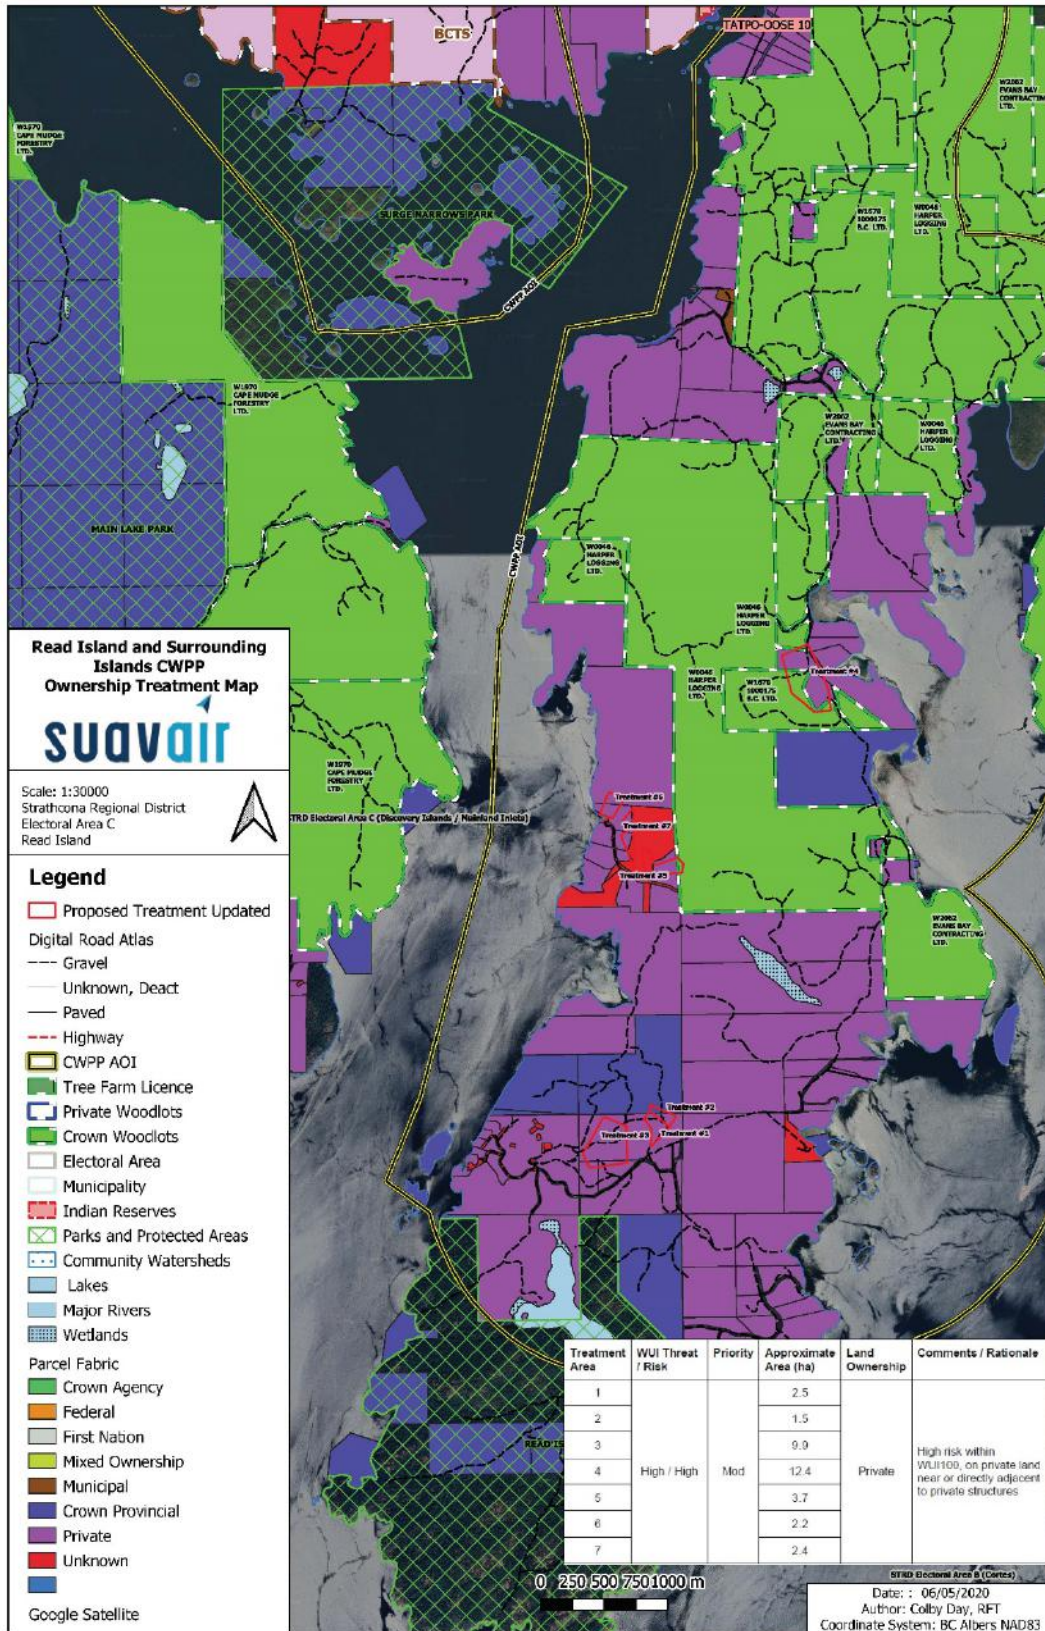 BCTS
TATPO-OOSE 10
W1970
CAPE MUDGE
FORESTRY
LTD.
W2062
EVANS BAY
CONTRACTING
LTD.
SURGE NARROWS PARK
CWPP AOI
W1679
1000175
B.C. LTD.
W0046
HARPER
LOGGING
LTD.
W1970
CAPE MUDGE
FORESTRY
LTD.
W2062
EVANS BAY
CONTRACTING
LTD.
W0046
HARPER
LOGGING
LTD.
MAIN LAKE PARK
CWPP AOI
W0046
HARPER
LOGGING
LTD.
W0046
HARPER
LOGGING
LTD.
W0046
HARPER
LOGGING
LTD.
W1679
1000175
B.C. LTD.
Treatment #4
W1970
CAPE MUDGE
FORESTRY
LTD.
STRD Electoral Area C (Discovery Islands / Mainland Inlets)
Treatment #6
Treatment #7
Treatment #5
W2062
EVANS BAY
CONTRACTING
LTD.
Treatment #2
Treatment #3
Treatment #1
READ IS
STRD Electoral Area B (Cortes)
Read Island and Surrounding
Islands CWPP
Ownership Treatment Map
suavair
Scale: 1:30000
Strathcona Regional District
Electoral Area C
Read Island
Legend
Proposed Treatment Updated
Digital Road Atlas
Gravel
Unknown, Deact
Paved
Highway
CWPP AOI
Tree Farm Licence
Private Woodlots
Crown Woodlots
Electoral Area
Municipality
Indian Reserves
Parks and Protected Areas
Community Watersheds
Lakes
Major Rivers
Wetlands
Parcel Fabric
Crown Agency
Federal
First Nation
Mixed Ownership
Municipal
Crown Provincial
Private
Unknown
Google Satellite
Treatment Area WUI Threat / Risk Priority Approximate Area (ha) Land Ownership Comments / Rationale
1 2.5
2 1.5
3 9.9
4 High / High Mod 12.4 Private High risk within WUI100, on private land near or directly adjacent to private structures
5 3.7
6 2.2
7 2.4
0 250 500 750 1000 m
Date: : 06/05/2020
Author: Colby Day, RFT
Coordinate System: BC Albers NAD83